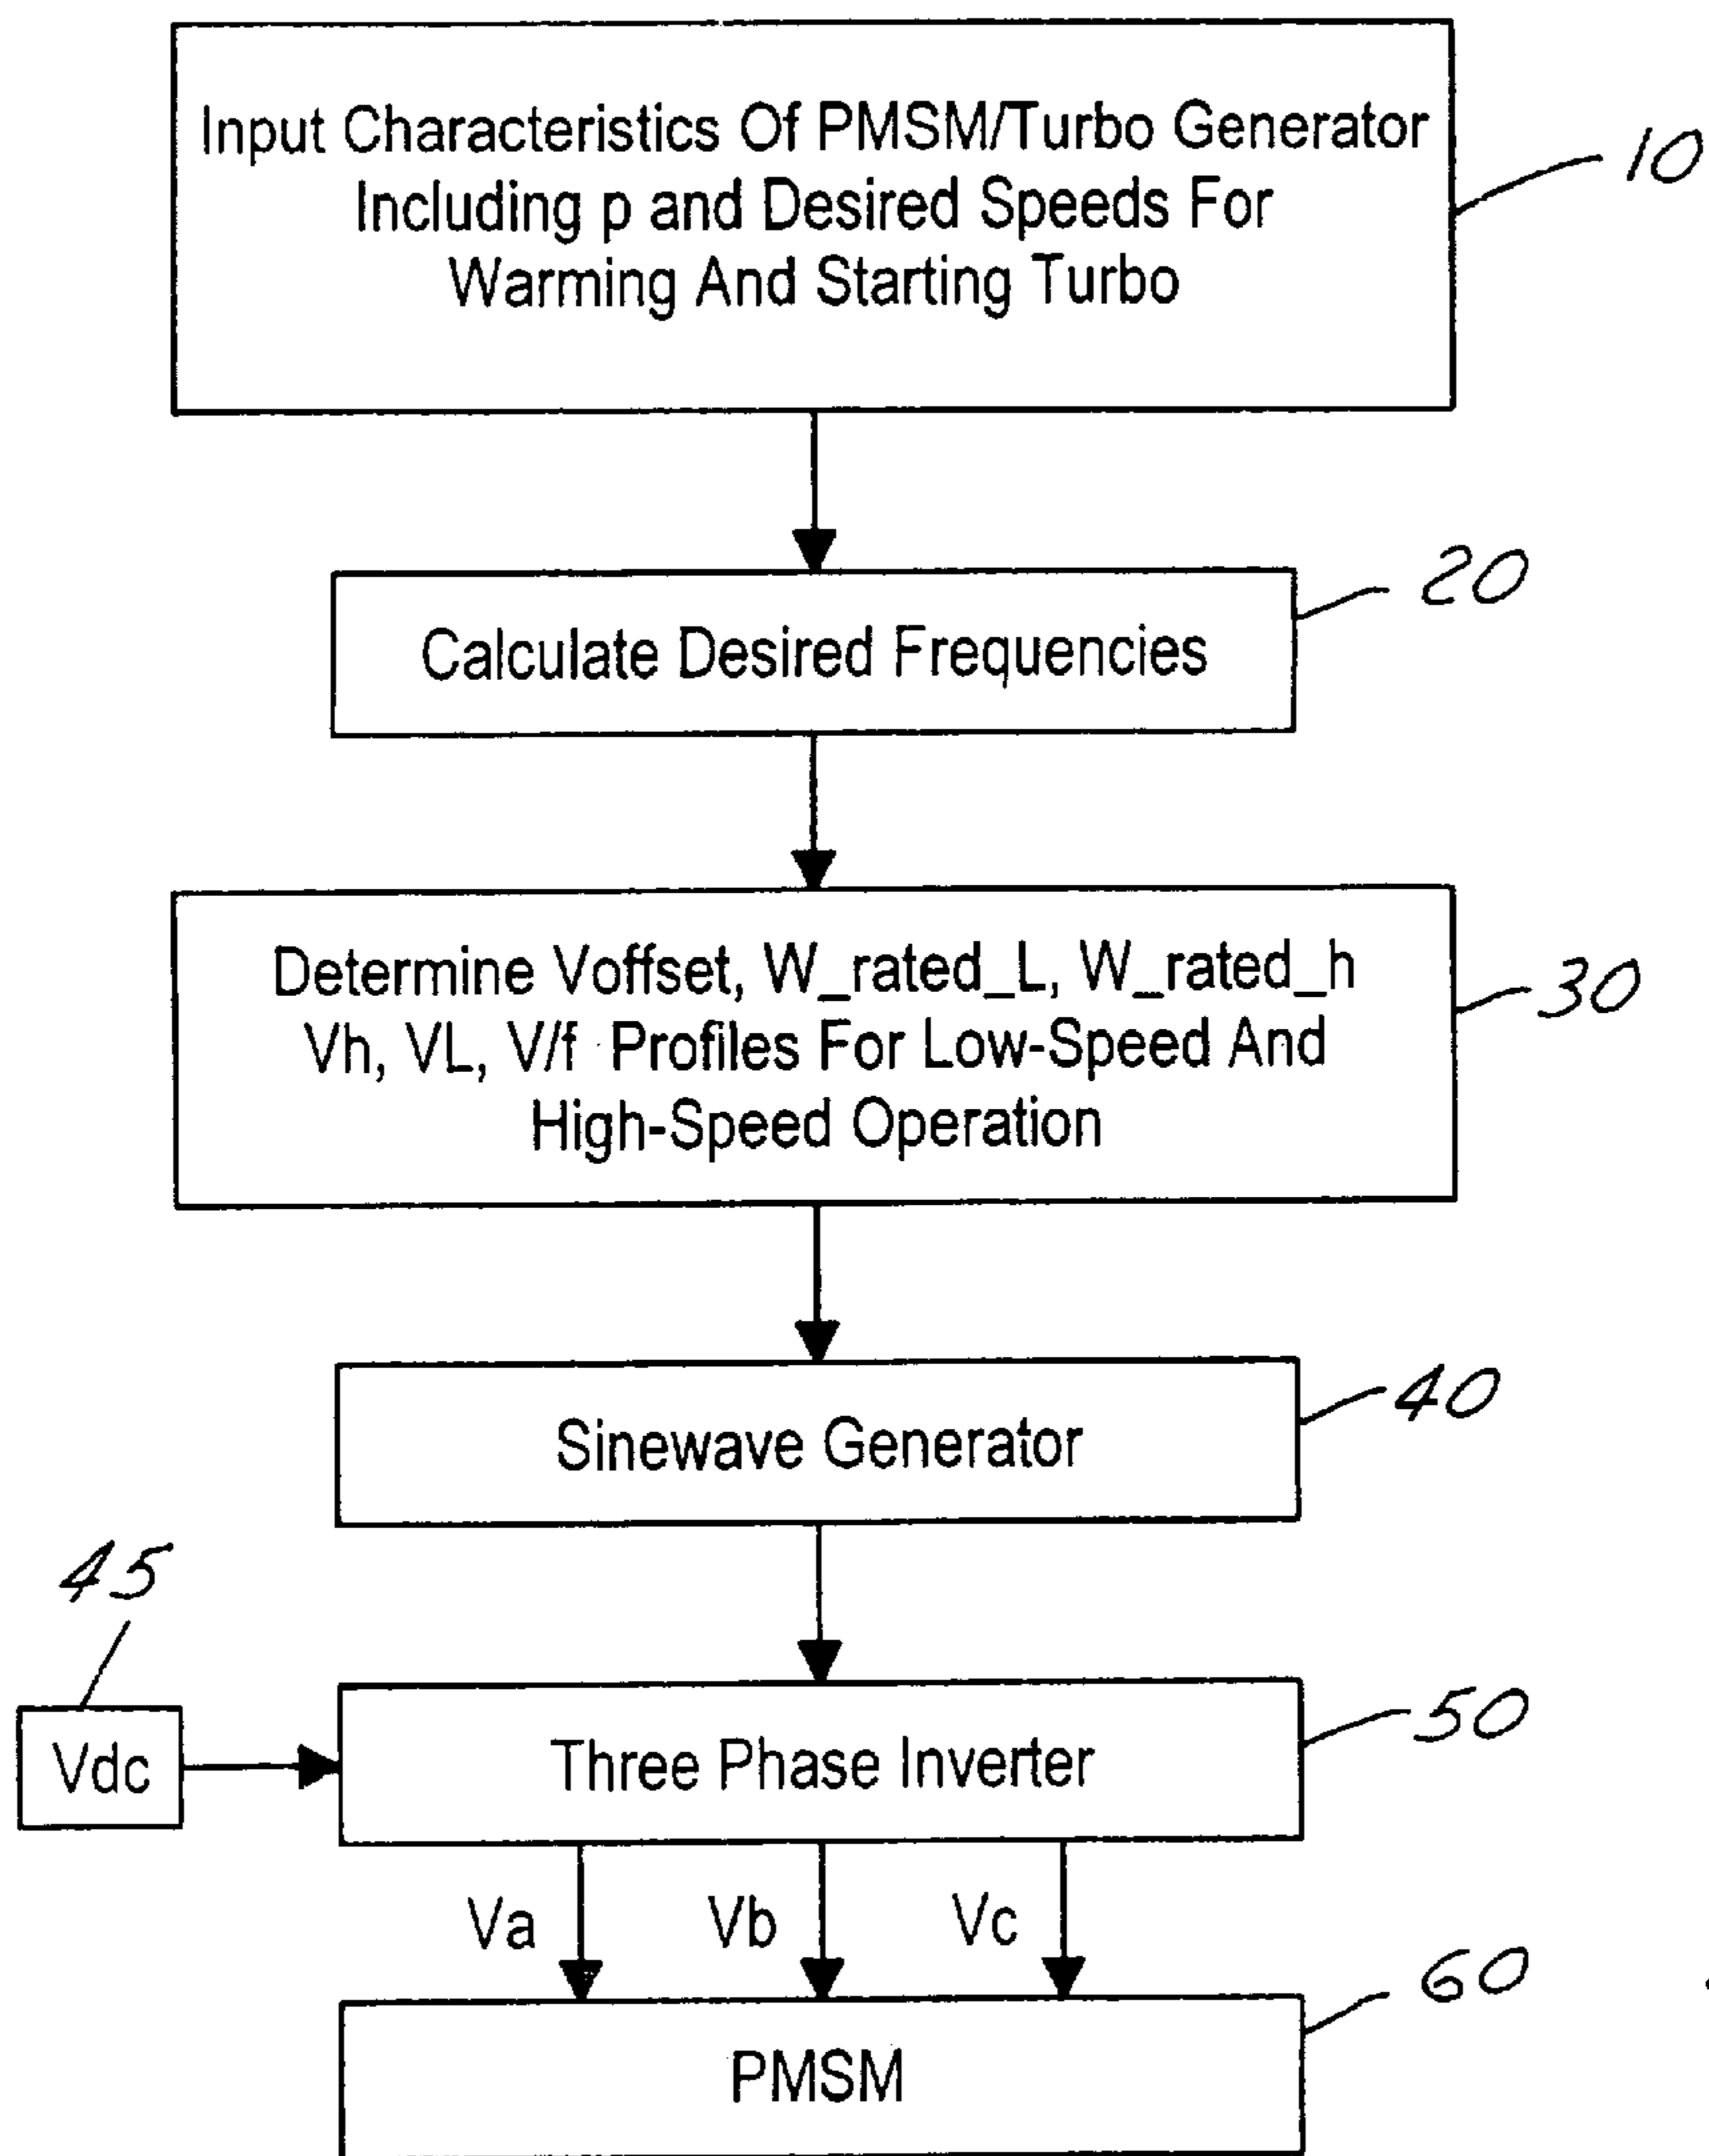 Input Characteristics Of PMSM/Turbo Generator
Including p and Desired Speeds For
Warming And Starting Turbo
10
Calculate Desired Frequencies
20
Determine Voffset, W_rated_L, W_rated_h
Vh, VL, V/f Profiles For Low-Speed And
High-Speed Operation
30
Sinewave Generator
40
45
Vdc
Three Phase Inverter
50
Va
Vb
Vc
60
PMSM